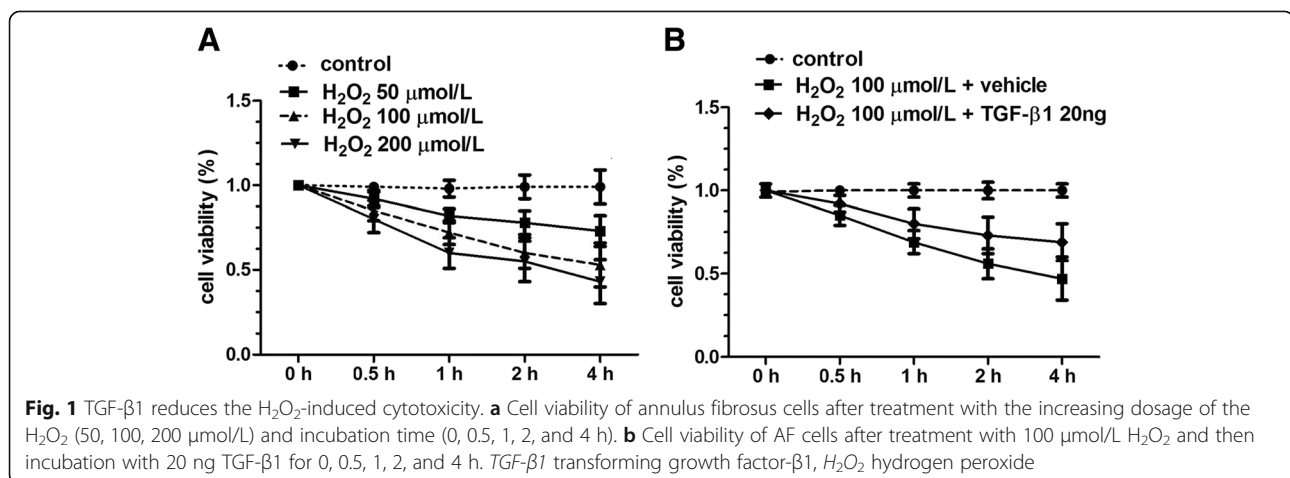 A
control
H₂O₂ 50 μmol/L
H₂O₂ 100 μmol/L
H₂O₂ 200 μmol/L
cell viability (%)
1.5
1.0
0.5
0.0
0 h 0.5 h 1 h 2 h 4 h
B
control
H₂O₂ 100 μmol/L + vehicle
H₂O₂ 100 μmol/L + TGF-β1 20ng
cell viability (%)
1.5
1.0
0.5
0.0
0 h 0.5 h 1 h 2 h 4 h
Fig. 1 TGF-β1 reduces the H₂O₂-induced cytotoxicity. a Cell viability of annulus fibrosus cells after treatment with the increasing dosage of the
H₂O₂ (50, 100, 200 μmol/L) and incubation time (0, 0.5, 1, 2, and 4 h). b Cell viability of AF cells after treatment with 100 μmol/L H₂O₂ and then
incubation with 20 ng TGF-β1 for 0, 0.5, 1, 2, and 4 h. TGF-β1 transforming growth factor-β1, H₂O₂ hydrogen peroxide